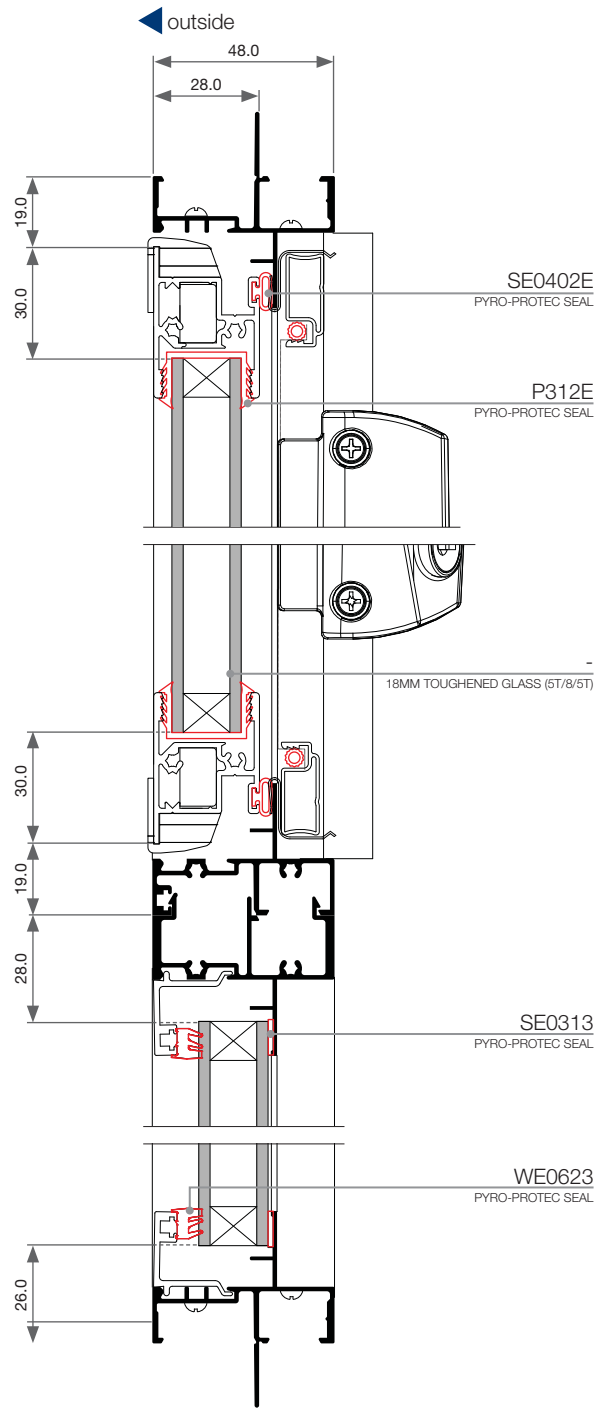 outside
48.0
28.0
19.0
30.0
SE0402E
PYRO-PROTEC SEAL
P312E
PYRO-PROTEC SEAL
-
18MM TOUGHENED GLASS (5T/8/5T)
30.0
19.0
28.0
SE0313
PYRO-PROTEC SEAL
WE0623
PYRO-PROTEC SEAL
26.0